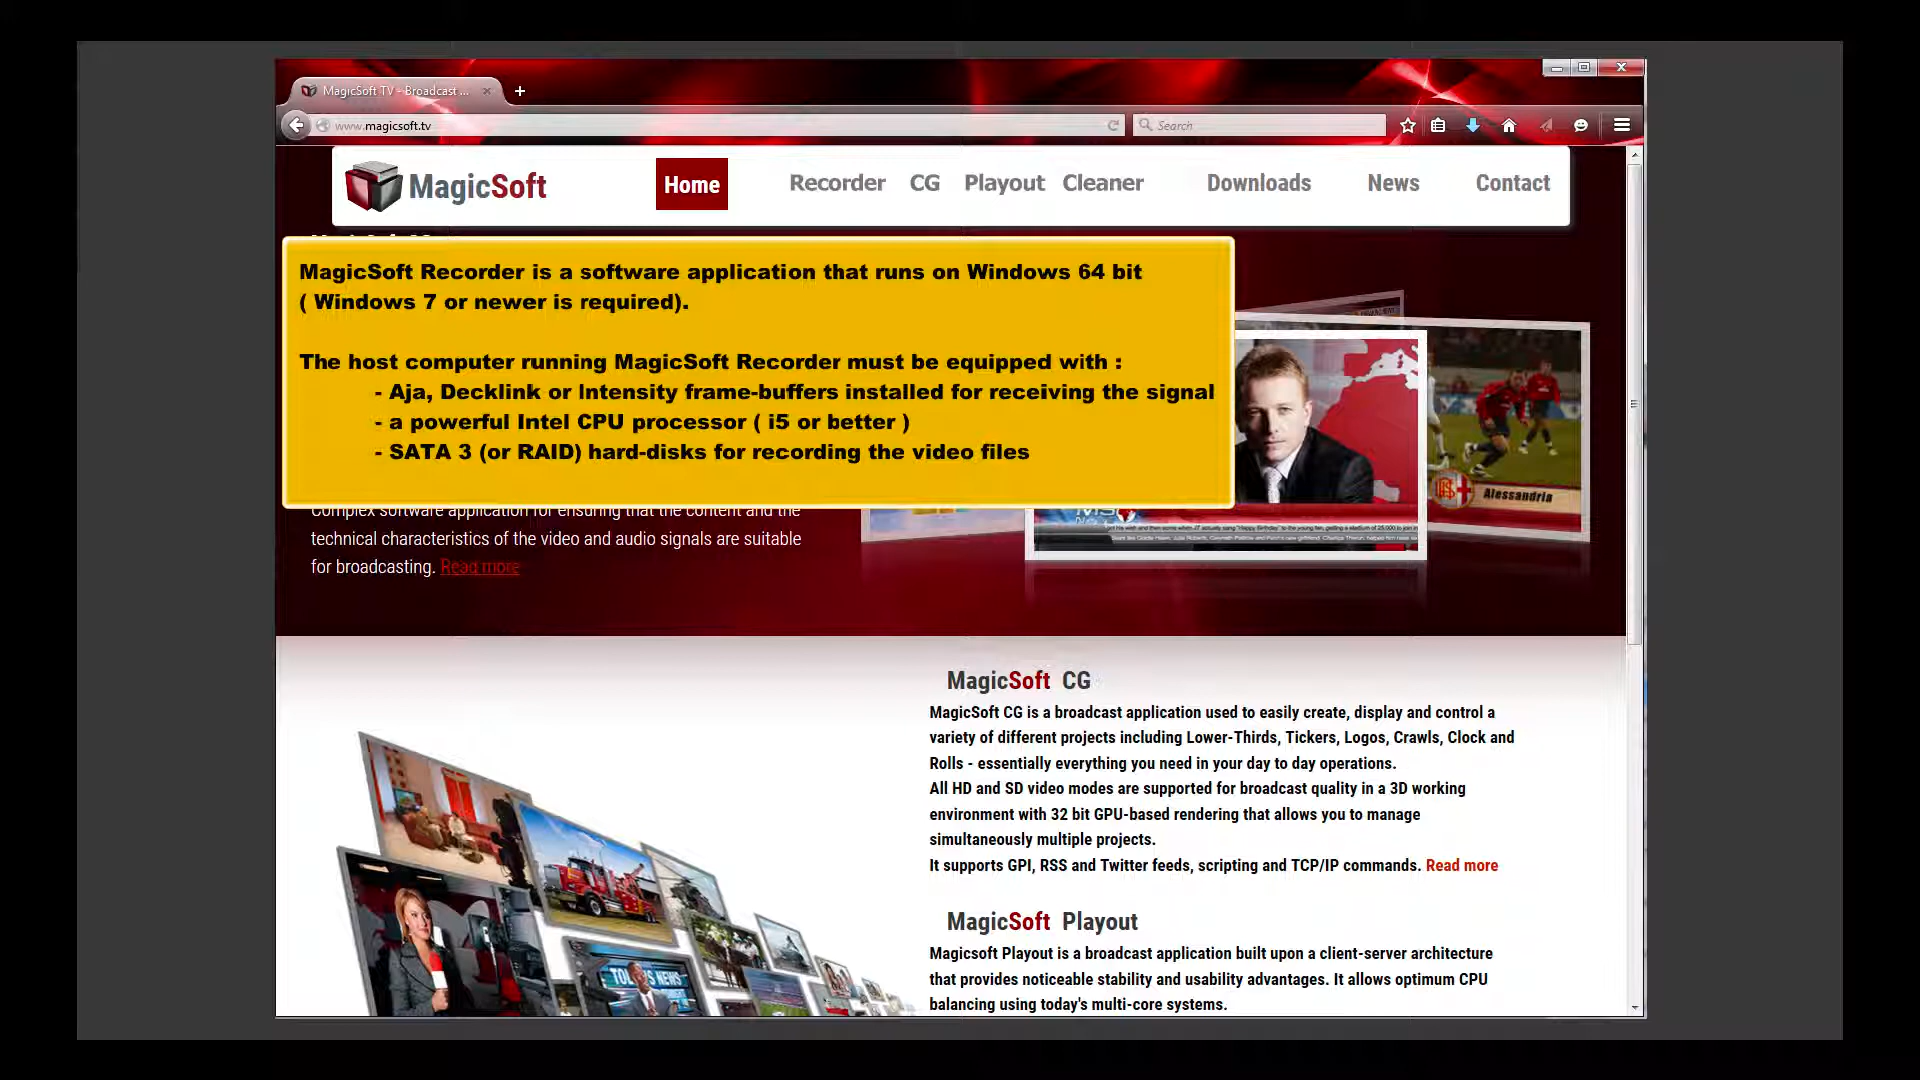 MagicSoft TV - Broadcast ...
www.magicsoft.tv
Search
MagicSoft
Home
Recorder
CG
Playout
Cleaner
Downloads
News
Contact
MagicSoft Recorder is a software application that runs on Windows 64 bit
( Windows 7 or newer is required).
The host computer running MagicSoft Recorder must be equipped with :
- Aja, Decklink or Intensity frame-buffers installed for receiving the signal
- a powerful Intel CPU processor ( i5 or better )
- SATA 3 (or RAID) hard-disks for recording the video files
Alessandria
Complex software application for ensuring that the content and the
technical characteristics of the video and audio signals are suitable
for broadcasting. Read more
MagicSoft CG
MagicSoft CG is a broadcast application used to easily create, display and control a
variety of different projects including Lower-Thirds, Tickers, Logos, Crawls, Clock and
Rolls - essentially everything you need in your day to day operations.
All HD and SD video modes are supported for broadcast quality in a 3D working
environment with 32 bit GPU-based rendering that allows you to manage
simultaneously multiple projects.
It supports GPI, RSS and Twitter feeds, scripting and TCP/IP commands. Read more
MagicSoft Playout
Magicsoft Playout is a broadcast application built upon a client-server architecture
that provides noticeable stability and usability advantages. It allows optimum CPU
balancing using today's multi-core systems.